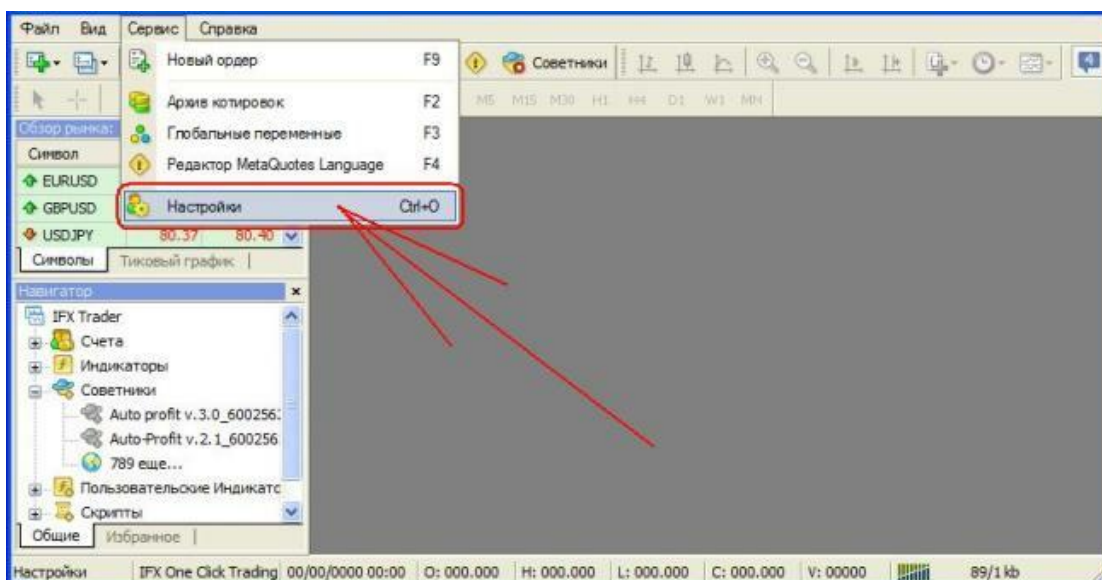 Файл Вид Сервис Справка
Новый ордер F9
Советники
Архив котировок F2
M5 M15 M30 H1 H4 D1 W1 MN
Обзор рынка:
Глобальные переменные F3
Символ
Редактор MetaQuotes Language F4
EURUSD
GBPUSD
Настройки Ctrl+O
USDJPY 80.37 80.40
Символы Тиковый график
Навигатор
IFX Trader
Счета
Индикаторы
Советники
Auto profit v.3.0_600256
Auto-Profit v.2.1_600256
789 еще...
Пользовательские Индикатс
Скрипты
Общие Избранное
Настройки IFX One Click Trading 00/00/0000 00:00 O: 000.000 H: 000.000 L: 000.000 C: 000.000 V: 00000 89/1 kb